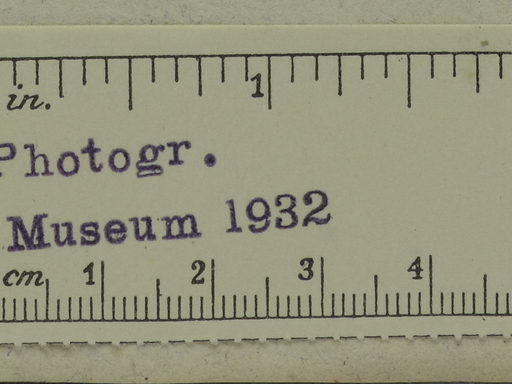 in. 1
Photogr.
Museum 1932
cm 1 2 3 4